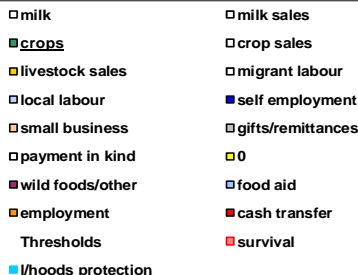 milk milk sales
crops crop sales
livestock sales migrant labour
local labour self employment
small business gifts/remittances
payment in kind 0
wild foods/other food aid
employment cash transfer
Thresholds survival
l/hoods protection